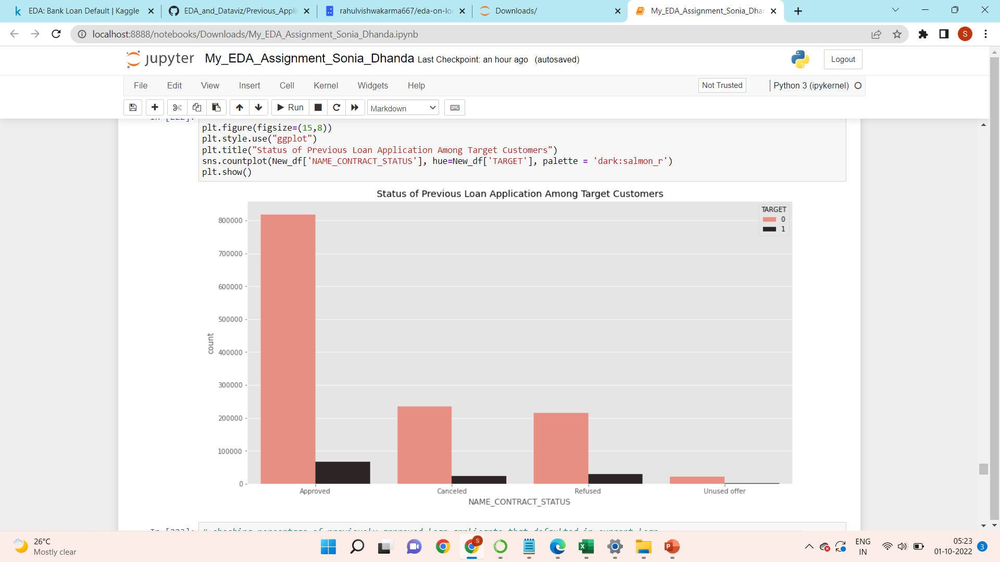 EDA: Bank Loan Default | Kaggle
EDA_and_Dataviz/Previous_Appli
rahulvishwakarma667/eda-on-loa
Downloads/
My_EDA_Assignment_Sonia_Dhan
localhost:8888/notebooks/Downloads/My_EDA_Assignment_Sonia_Dhanda.ipynb
S
jupyter My_EDA_Assignment_Sonia_Dhanda Last Checkpoint: an hour ago (autosaved)
Logout
File Edit View Insert Cell Kernel Widgets Help
Not Trusted
Python 3 (ipykernel)
Run
Markdown
In [222]:
plt.figure(figsize=(15,8))
plt.style.use("ggplot")
plt.title("Status of Previous Loan Application Among Target Customers")
sns.countplot(New_df['NAME_CONTRACT_STATUS'], hue=New_df['TARGET'], palette = 'dark:salmon_r')
plt.show()
Status of Previous Loan Application Among Target Customers
TARGET
0
1
800000
700000
600000
500000
400000
300000
200000
100000
0
count
Approved Canceled Refused Unused offer
NAME_CONTRACT_STATUS
In [223]: # checking percentage of previously approved loan applicants that defaulted in current loan
26°C
Mostly clear
S
P
ENG
IN
05:23
01-10-2022
3